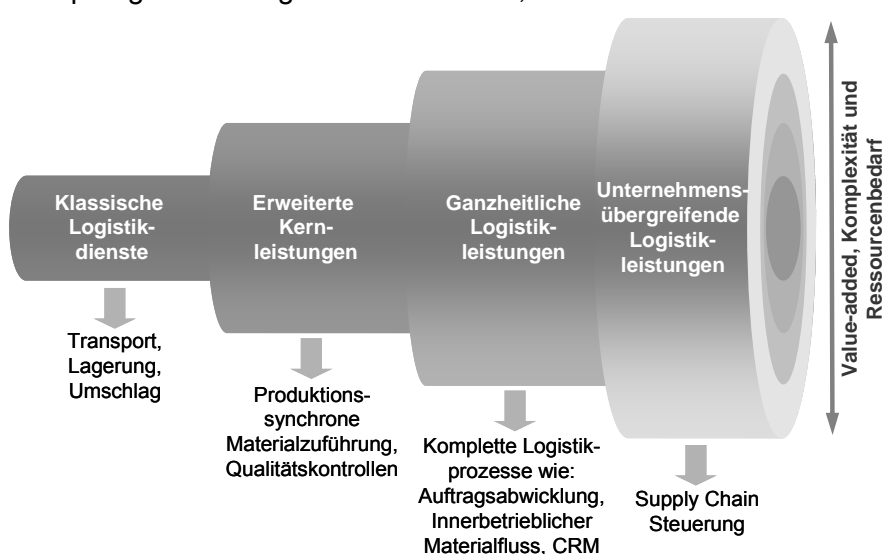 Klassische
Logistik-
dienste
Transport,
Lagerung,
Umschlag
Erweiterte
Kern-
leistungen
Produktions-
synchrone
Materialzuführung,
Qualitätskontrollen
Ganzheitliche
Logistik-
leistungen
Komplette Logistik-
prozesse wie:
Auftragsabwicklung,
Innerbetrieblicher
Materialfluss, CRM
Unternehmens-
übergreifende
Logistik-
leistungen
Supply Chain
Steuerung
Value-added, Komplexität und
Ressourcenbedarf